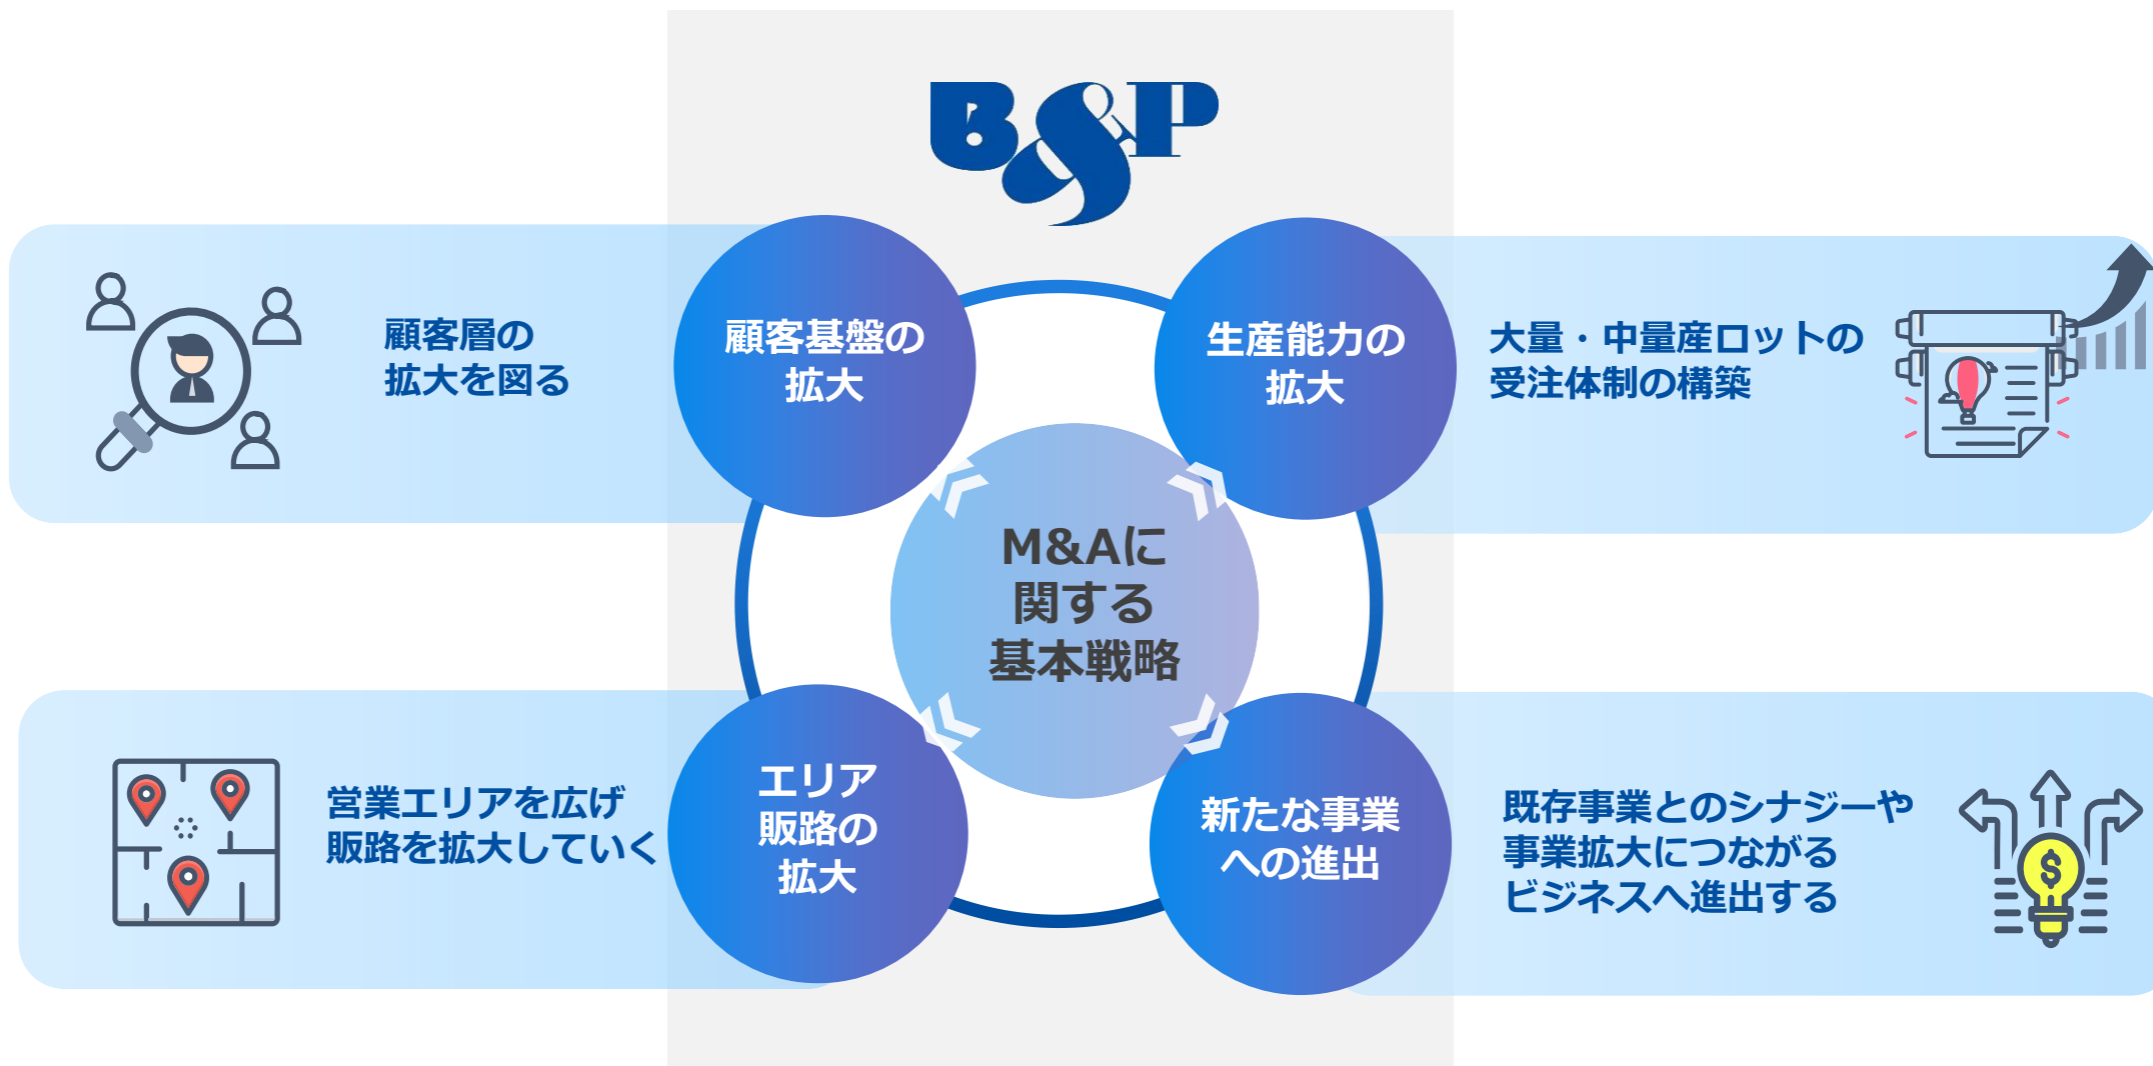 B&P
顧客層の
拡大を図る
顧客基盤の
拡大
生産能力の
拡大
大量・中量産ロットの
受注体制の構築
M&Aに
関する
基本戦略
営業エリアを広げ
販路を拡大していく
エリア
販路の
拡大
新たな事業
への進出
既存事業とのシナジーや
事業拡大につながる
ビジネスへ進出する
$